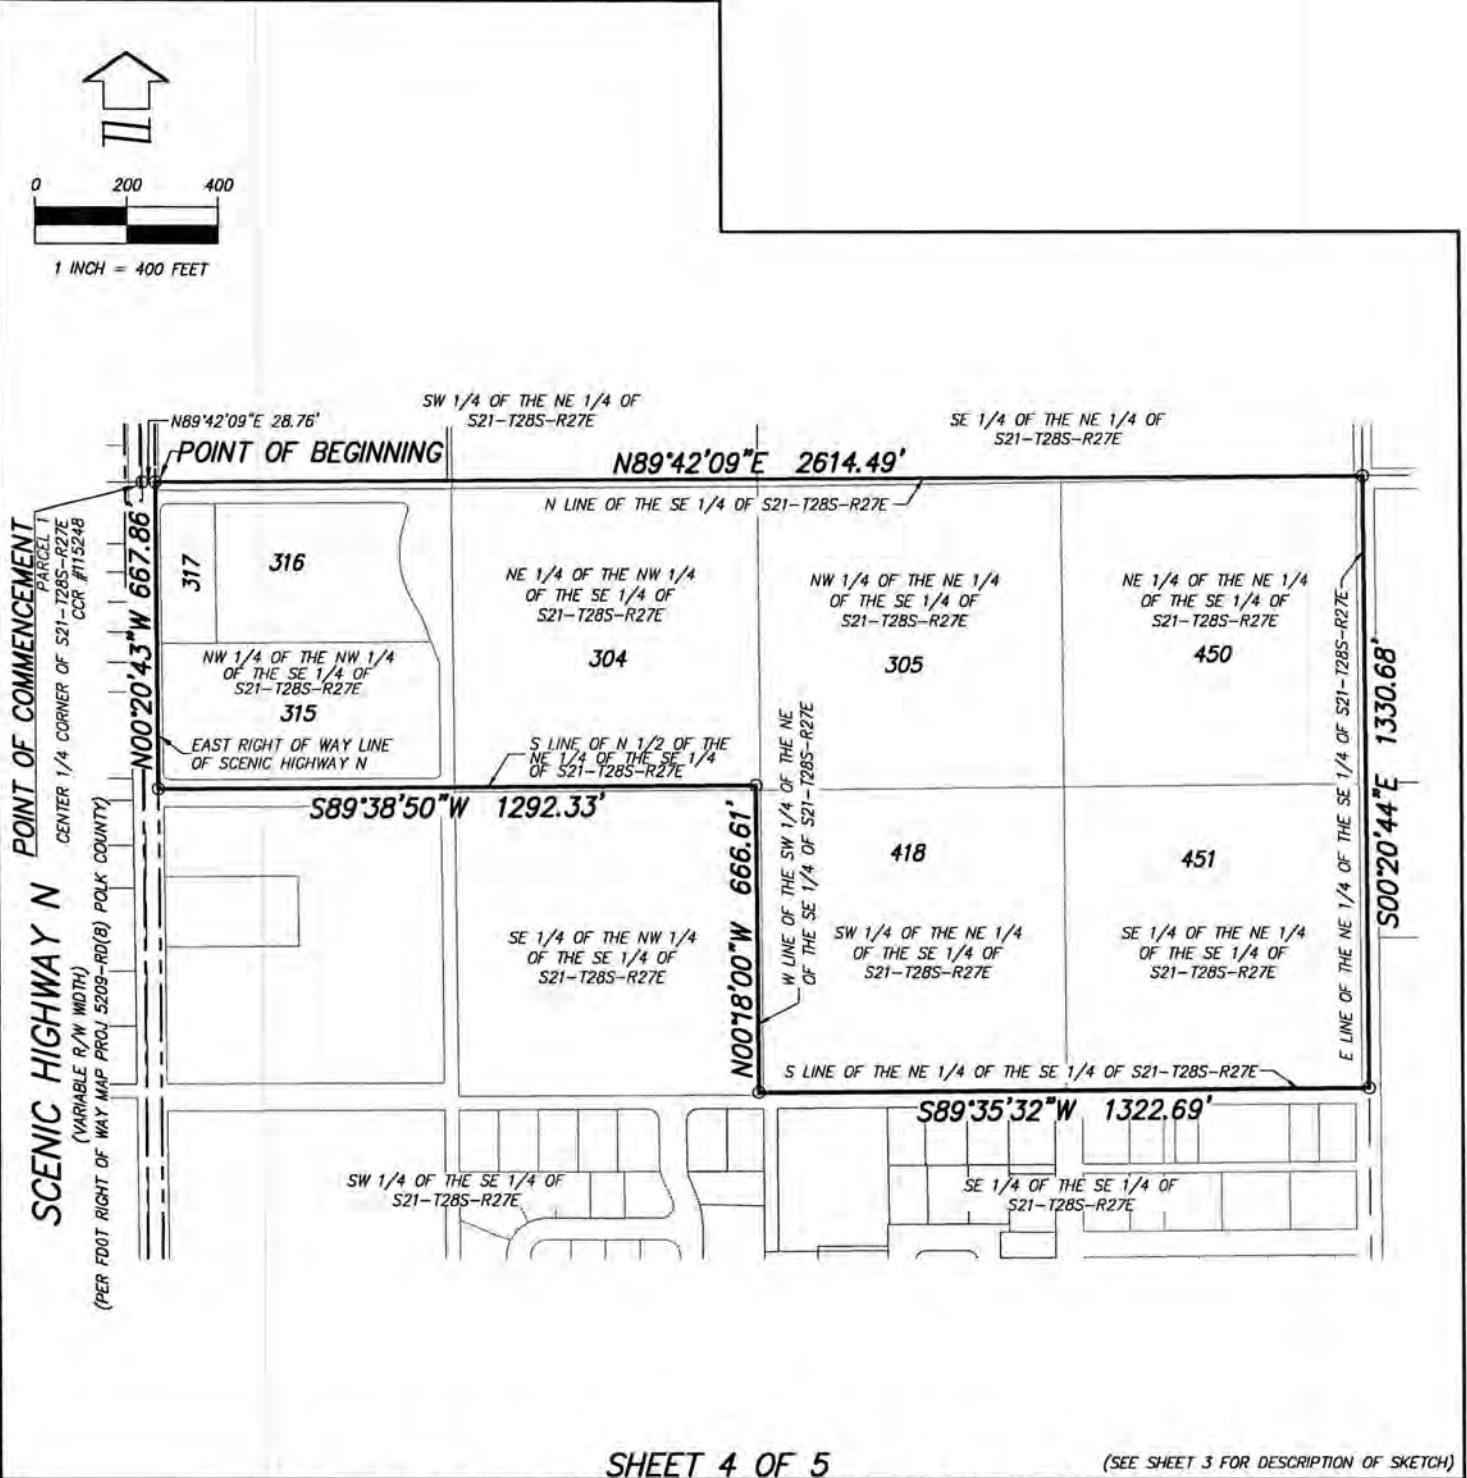 0 200 400
1 INCH = 400 FEET
SW 1/4 OF THE NE 1/4 OF
S21-T28S-R27E
SE 1/4 OF THE NE 1/4 OF
S21-T28S-R27E
N89°42'09"E 28.76'
POINT OF BEGINNING
N89°42'09"E 2614.49'
N LINE OF THE SE 1/4 OF S21-T28S-R27E
POINT OF COMMENCEMENT
PARCEL 1
CENTER 1/4 CORNER OF S21-T28S-R27E
CCR #115248
N00°20'43"W 667.86'
317
316
NW 1/4 OF THE NW 1/4
OF THE SE 1/4 OF
S21-T28S-R27E
315
EAST RIGHT OF WAY LINE
OF SCENIC HIGHWAY N
NE 1/4 OF THE NW 1/4
OF THE SE 1/4 OF
S21-T28S-R27E
304
S LINE OF N 1/2 OF THE
NE 1/4 OF THE SE 1/4
OF S21-T28S-R27E
NW 1/4 OF THE NE 1/4
OF THE SE 1/4 OF
S21-T28S-R27E
305
NE 1/4 OF THE NE 1/4
OF THE SE 1/4 OF
S21-T28S-R27E
450
E LINE OF THE NE 1/4 OF THE SE 1/4 OF S21-T28S-R27E
S00°20'44"E 1330.68'
S89°38'50"W 1292.33'
N00°18'00"W 666.61'
W LINE OF THE SW 1/4 OF THE NE
OF THE SE 1/4 OF S21-T28S-R27E
418
SW 1/4 OF THE NE 1/4
OF THE SE 1/4 OF
S21-T28S-R27E
451
SE 1/4 OF THE NE 1/4
OF THE SE 1/4 OF
S21-T28S-R27E
SE 1/4 OF THE NW 1/4
OF THE SE 1/4 OF
S21-T28S-R27E
S LINE OF THE NE 1/4 OF THE SE 1/4 OF S21-T28S-R27E
S89°35'32"W 1322.69'
SCENIC HIGHWAY N
(VARIABLE R/W WIDTH)
(PER FDOT RIGHT OF WAY MAP PROJ 5209-RD(8) POLK COUNTY)
SW 1/4 OF THE SE 1/4 OF
S21-T28S-R27E
SE 1/4 OF THE SE 1/4 OF
S21-T28S-R27E
SHEET 4 OF 5
(SEE SHEET 3 FOR DESCRIPTION OF SKETCH)